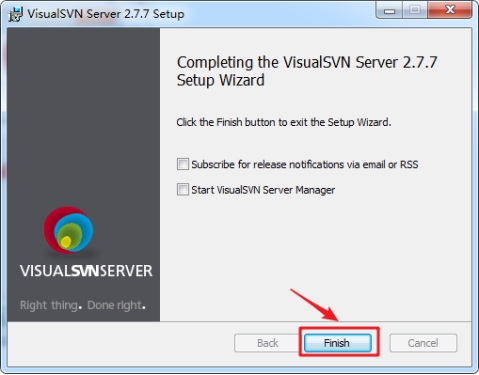 VisualSVN Server 2.7.7 Setup
Completing the VisualSVN Server 2.7.7
Setup Wizard
Click the Finish button to exit the Setup Wizard.
Subscribe for release notifications via email or RSS
Start VisualSVN Server Manager
VISUALSVNSERVER
Right thing. Done right.
Back
Finish
Cancel